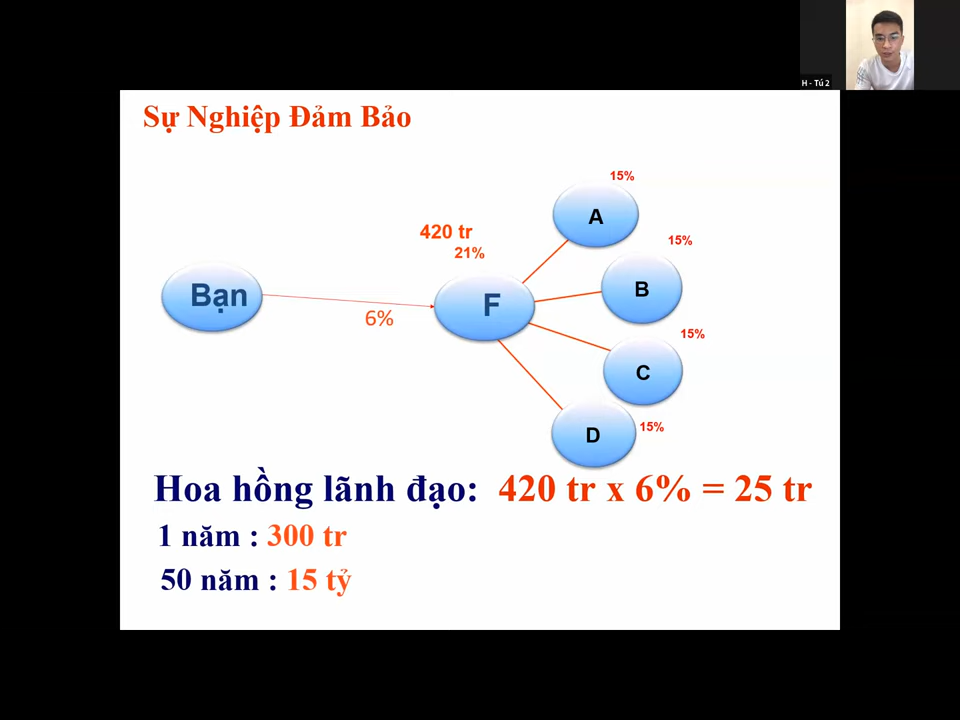 H - Tú 2
Sự Nghiệp Đảm Bảo
15%
A
420 tr
21%
15%
Bạn
F
B
6%
15%
C
D
15%
Hoa hồng lãnh đạo: 420 tr x 6% = 25 tr
1 năm : 300 tr
50 năm : 15 tỷ